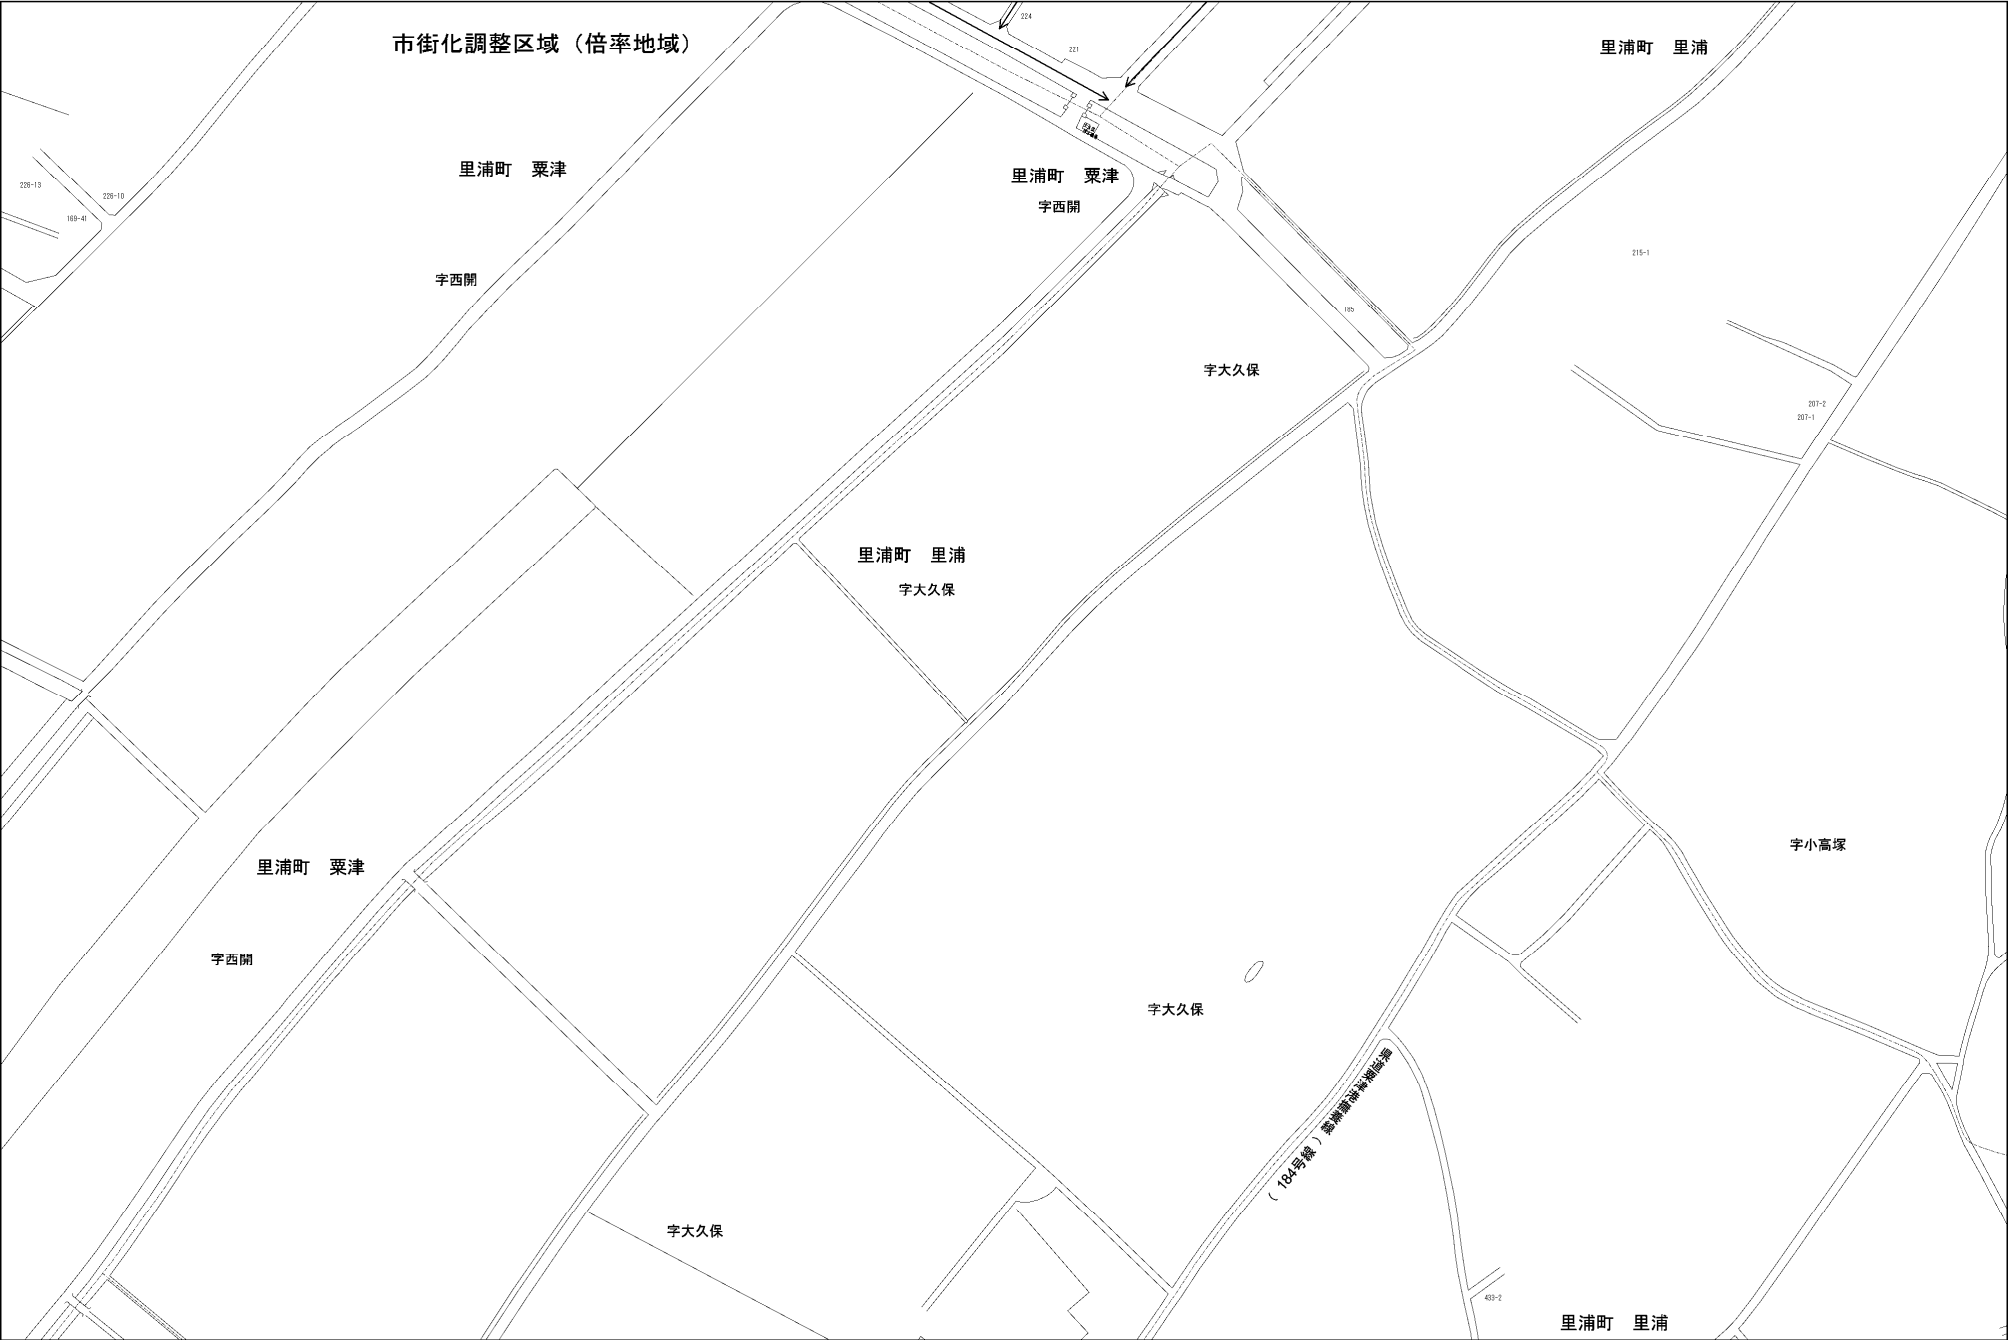 市街化調整区域（倍率地域）
224
221
里浦町　里浦
里浦町　粟津
里浦町　粟津
字西開
226-13
226-10
169-41
字西開
215-1
185
字大久保
207-2
207-1
里浦町　里浦
字大久保
字小高塚
里浦町　粟津
字西開
字大久保
（184号線）
字大久保
433-2
里浦町　里浦